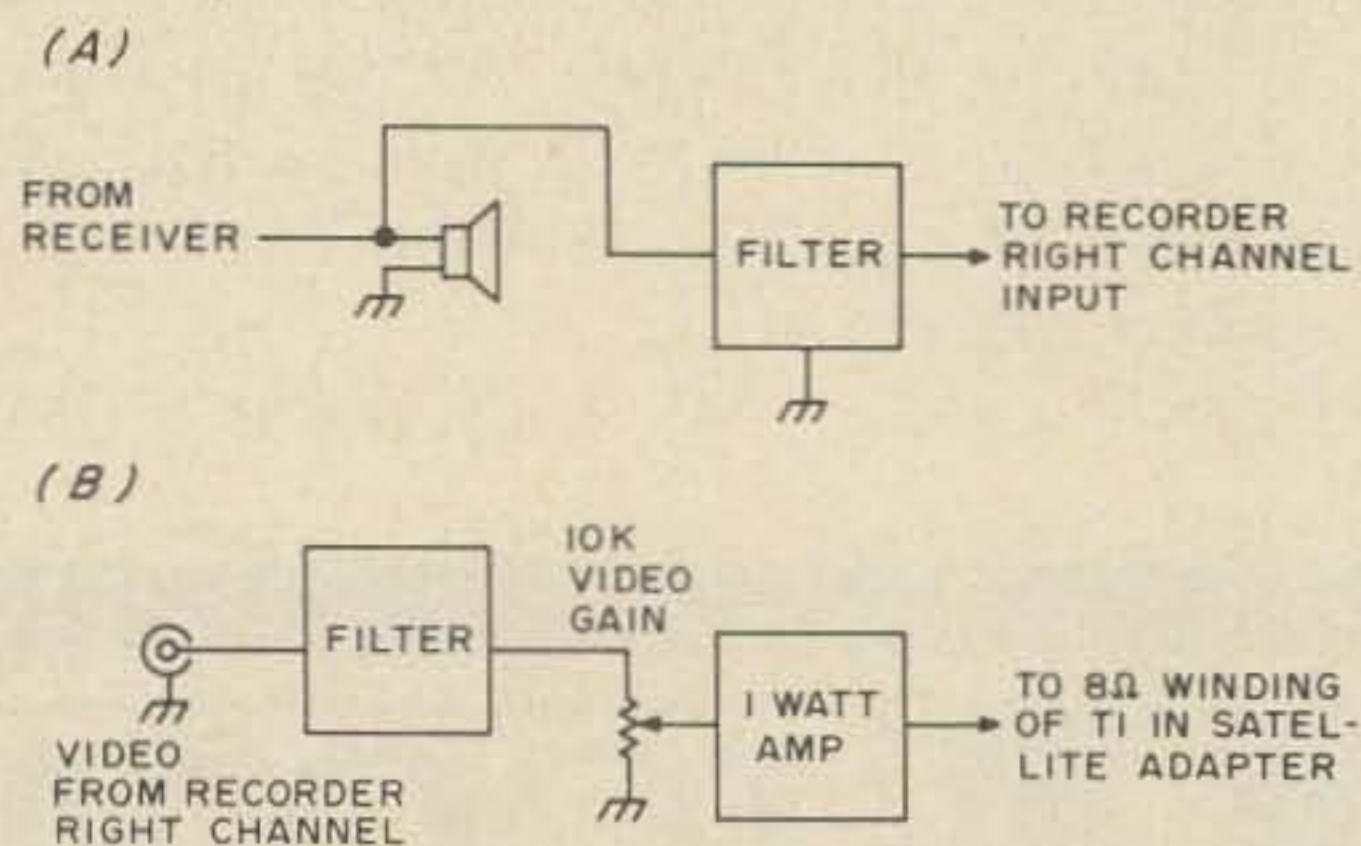 (A)
FROM
RECEIVER
FILTER
TO RECORDER
RIGHT CHANNEL
INPUT
(B)
VIDEO
FROM RECORDER
RIGHT CHANNEL
FILTER
10K
VIDEO
GAIN
1 WATT
AMP
TO 8Ω WINDING
OF T1 IN SATEL-
LITE ADAPTER